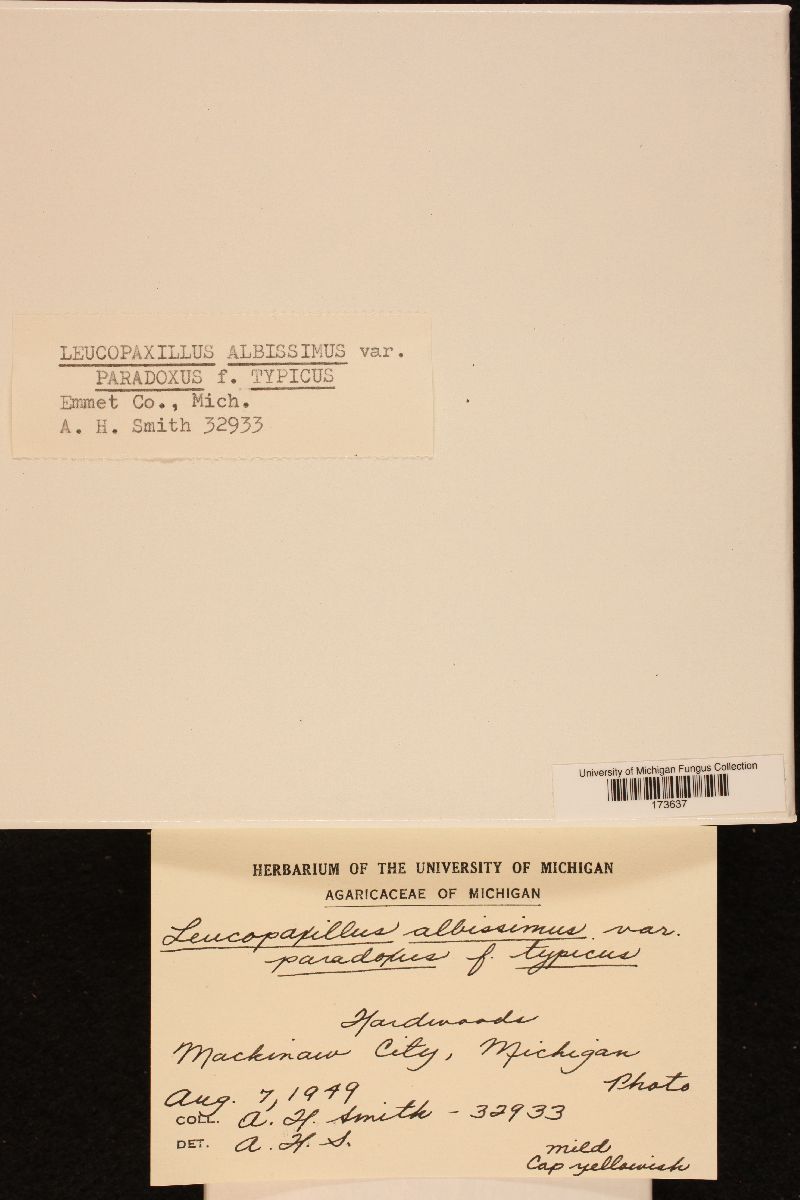 LEUCOPAXILLUS ALBISSIMUS var.
PARADOXUS f. TYPICUS
Emmet Co., Mich.
A. H. Smith 32933
University of Michigan Fungus Collection
173637
HERBARIUM OF THE UNIVERSITY OF MICHIGAN
AGARICACEAE OF MICHIGAN
Leucopaxillus albissimus var.
paradoxus f. typicus
Hardwoods
Mackinaw City, Michigan
Photo
Aug. 7, 1949
COLL. A. H. Smith - 32933
DET. A. H. S.
mild
Cap yellowish